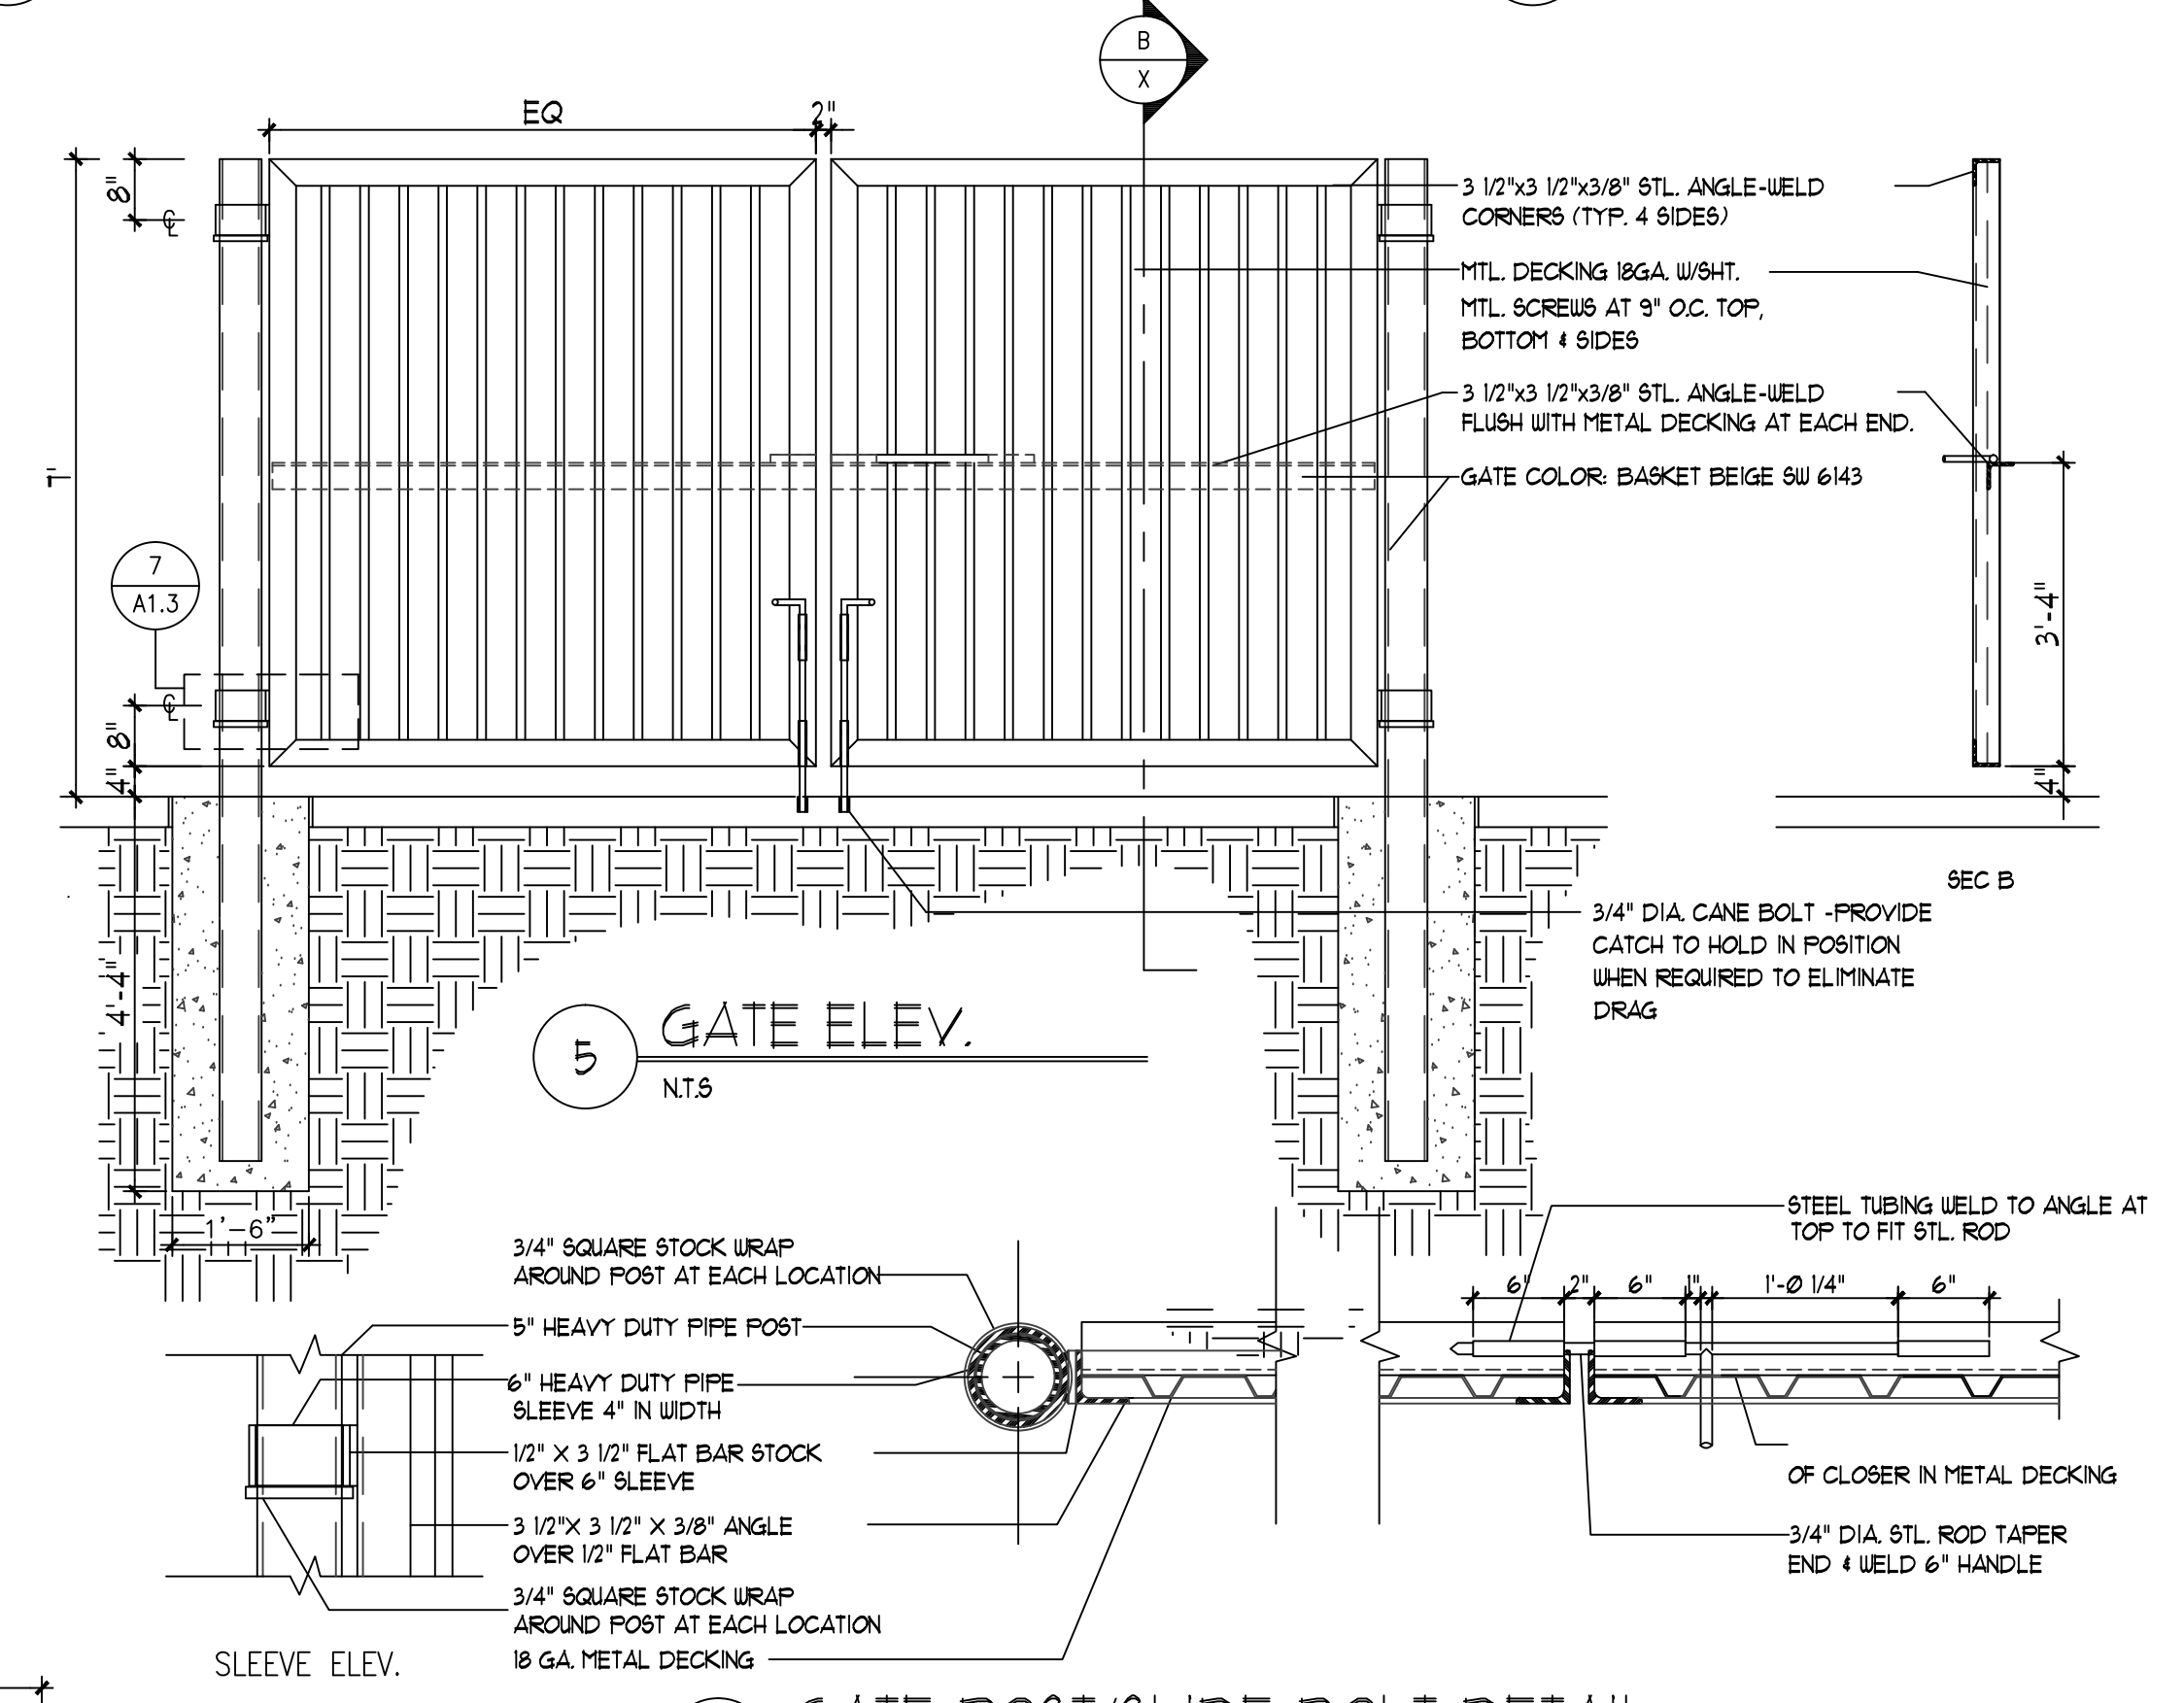 B
X
EQ
2"
8"
℄
3 1/2"x3 1/2"x3/8" STL. ANGLE-WELD
CORNERS (TYP. 4 SIDES)
MTL. DECKING 18GA. W/SHT.
MTL. SCREWS AT 9" O.C. TOP,
BOTTOM & SIDES
3 1/2"x3 1/2"x3/8" STL. ANGLE-WELD
FLUSH WITH METAL DECKING AT EACH END.
GATE COLOR: BASKET BEIGE SW 6143
7
A1.3
3'-4"
℄
8"
4"
4"
SEC B
3/4" DIA. CANE BOLT -PROVIDE
CATCH TO HOLD IN POSITION
WHEN REQUIRED TO ELIMINATE
DRAG
4'-4"
5
GATE ELEV.
N.T.S
1'-6"
STEEL TUBING WELD TO ANGLE AT
TOP TO FIT STL. ROD
6"
2"
6"
1"
1'-Ø 1/4"
6"
3/4" SQUARE STOCK WRAP
AROUND POST AT EACH LOCATION
5" HEAVY DUTY PIPE POST
6" HEAVY DUTY PIPE
SLEEVE 4" IN WIDTH
1/2" X 3 1/2" FLAT BAR STOCK
OVER 6" SLEEVE
3 1/2"X 3 1/2" X 3/8" ANGLE
OVER 1/2" FLAT BAR
3/4" SQUARE STOCK WRAP
AROUND POST AT EACH LOCATION
18 GA. METAL DECKING
OF CLOSER IN METAL DECKING
3/4" DIA. STL. ROD TAPER
END & WELD 6" HANDLE
SLEEVE ELEV.